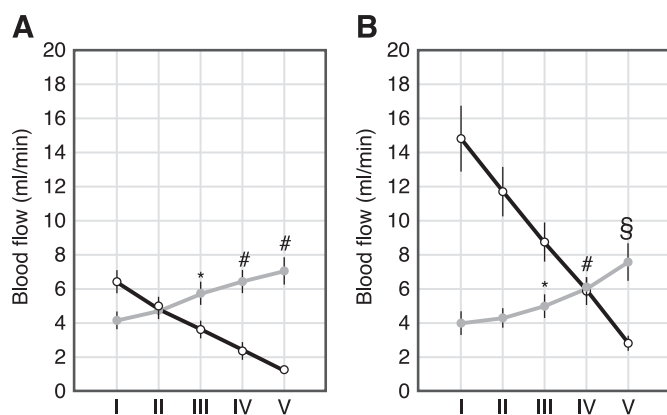 A
B
Blood flow (ml/min)
20
18
16
14
12
10
8
6
4
2
0
* # #
I II III IV V
Blood flow (ml/min)
20
18
16
14
12
10
8
6
4
2
0
* # §
§
I II III IV V